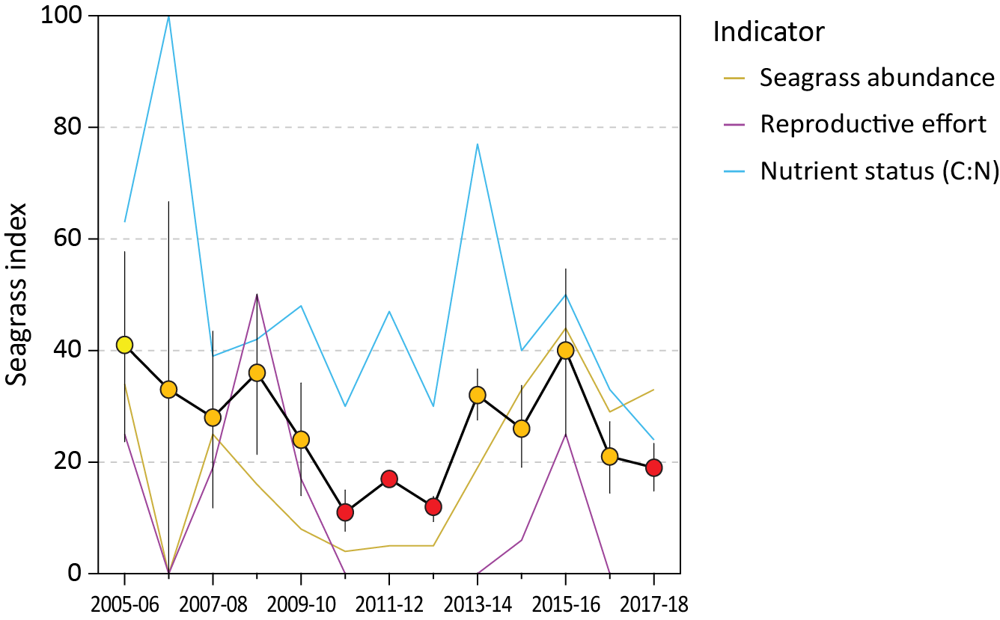 100
80
60
40
20
0
Seagrass index
2005-06 2007-08 2009-10 2011-12 2013-14 2015-16 2017-18
Indicator
Seagrass abundance
Reproductive effort
Nutrient status (C:N)